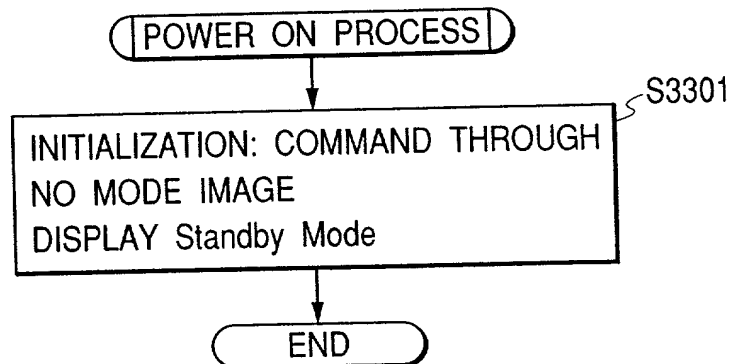 POWER ON PROCESS
S3301
INITIALIZATION: COMMAND THROUGH
NO MODE IMAGE
DISPLAY Standby Mode
END